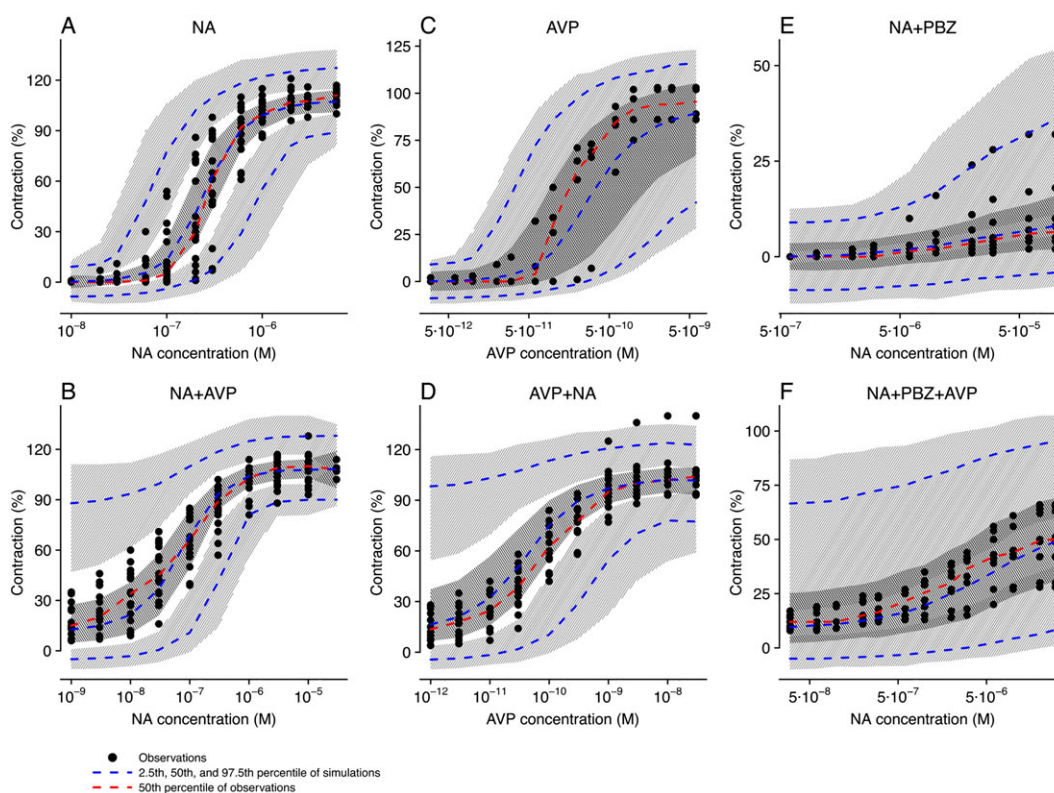 A NA
Contraction (%)
120
90
60
30
0
10⁻⁸ 10⁻⁷ 10⁻⁶
NA concentration (M)
C AVP
Contraction (%)
125
100
75
50
25
0
5·10⁻¹² 5·10⁻¹¹ 5·10⁻¹⁰ 5·10⁻⁹
AVP concentration (M)
E NA+PBZ
Contraction (%)
50
25
0
5·10⁻⁷ 5·10⁻⁶ 5·10⁻⁵
NA concentration (M)
B NA+AVP
Contraction (%)
120
90
60
30
0
10⁻⁹ 10⁻⁸ 10⁻⁷ 10⁻⁶ 10⁻⁵
NA concentration (M)
D AVP+NA
Contraction (%)
120
90
60
30
0
10⁻¹² 10⁻¹¹ 10⁻¹⁰ 10⁻⁹ 10⁻⁸
AVP concentration (M)
F NA+PBZ+AVP
Contraction (%)
100
75
50
25
0
5·10⁻⁸ 5·10⁻⁷ 5·10⁻⁶
NA concentration (M)
Observations
2.5th, 50th, and 97.5th percentile of simulations
50th percentile of observations